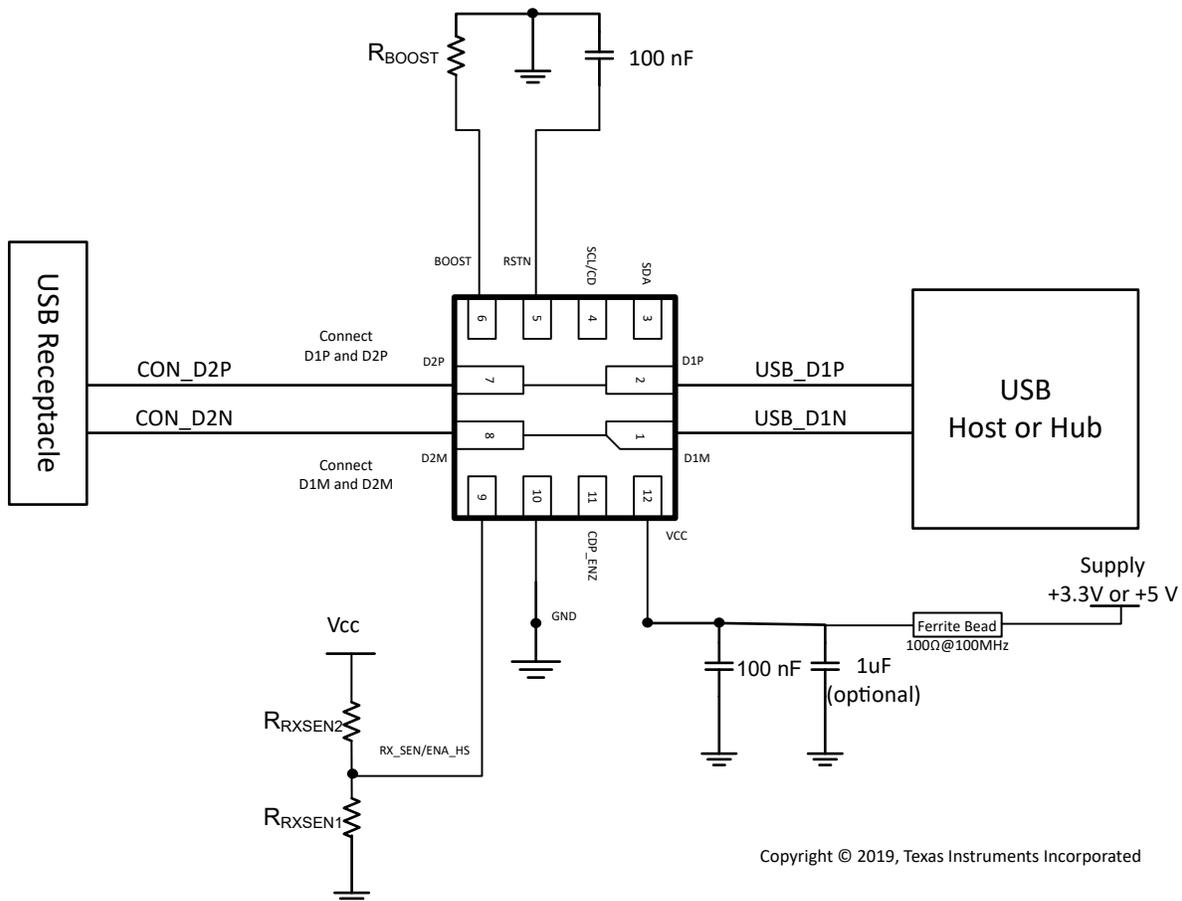 R_BOOST
100 nF
BOOST
RSTN
SCL/CD
SDA
6
5
4
3
USB Receptacle
Connect
D1P and D2P
CON_D2P
D2P
7
2
D1P
USB_D1P
USB
Host or Hub
CON_D2N
8
1
USB_D1N
Connect
D1M and D2M
D2M
D1M
9
10
11
12
CDP_ENZ
VCC
GND
Supply
+3.3V or +5 V
Ferrite Bead
100Ω@100MHz
100 nF
1uF
(optional)
Vcc
RRXSEN2
RX_SEN/ENA_HS
RRXSEN1
Copyright © 2019, Texas Instruments Incorporated